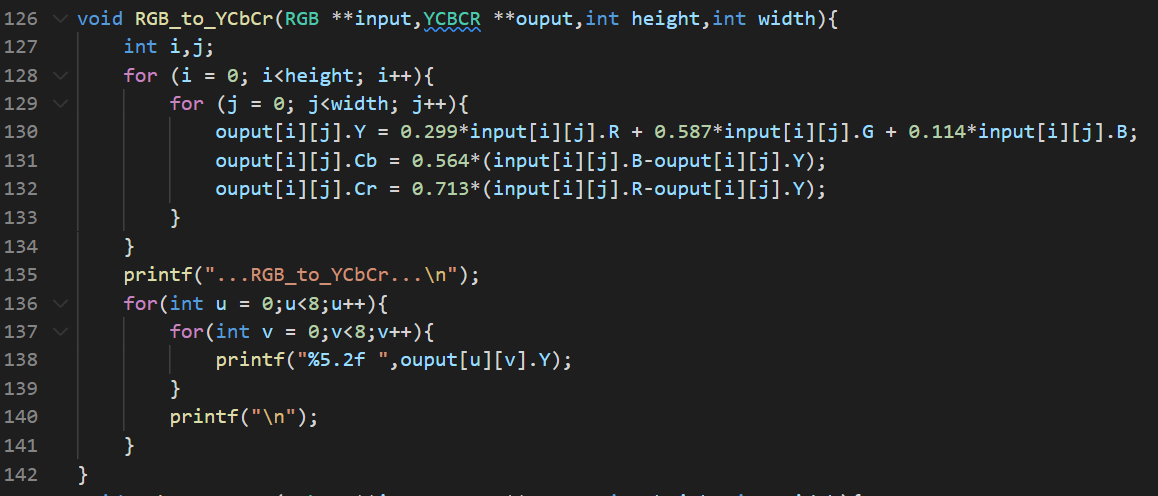 126 void RGB_to_YCbCr(RGB **input,YCBCR **ouput,int height,int width){
127     int i,j;
128     for (i = 0; i<height; i++){
129         for (j = 0; j<width; j++){
130             ouput[i][j].Y = 0.299*input[i][j].R + 0.587*input[i][j].G + 0.114*input[i][j].B;
131             ouput[i][j].Cb = 0.564*(input[i][j].B-ouput[i][j].Y);
132             ouput[i][j].Cr = 0.713*(input[i][j].R-ouput[i][j].Y);
133         }
134     }
135     printf("...RGB_to_YCbCr...\n");
136     for(int u = 0;u<8;u++){
137         for(int v = 0;v<8;v++){
138             printf("%5.2f ",ouput[u][v].Y);
139         }
140         printf("\n");
141     }
142 }